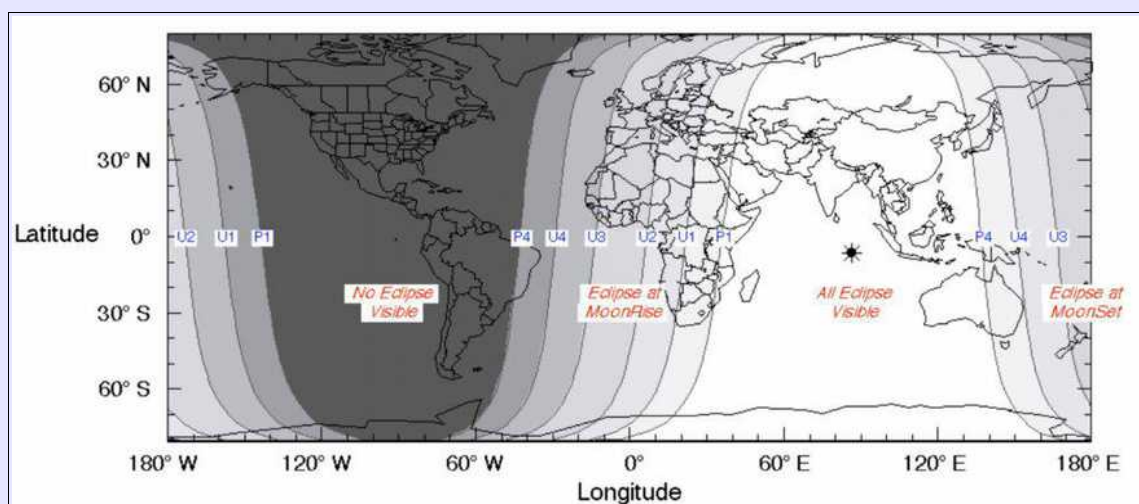 60° N
30° N
Latitude 0°
U2 U1 P1 P4 U4 U3 U2 U1 P1 P4 U4 U3
No Eclipse
Visible
Eclipse at
MoonRise
All Eclipse
Visible
Eclipse at
MoonSet
30° S
60° S
180° W 120° W 60° W 0° 60° E 120° E 180° E
Longitude